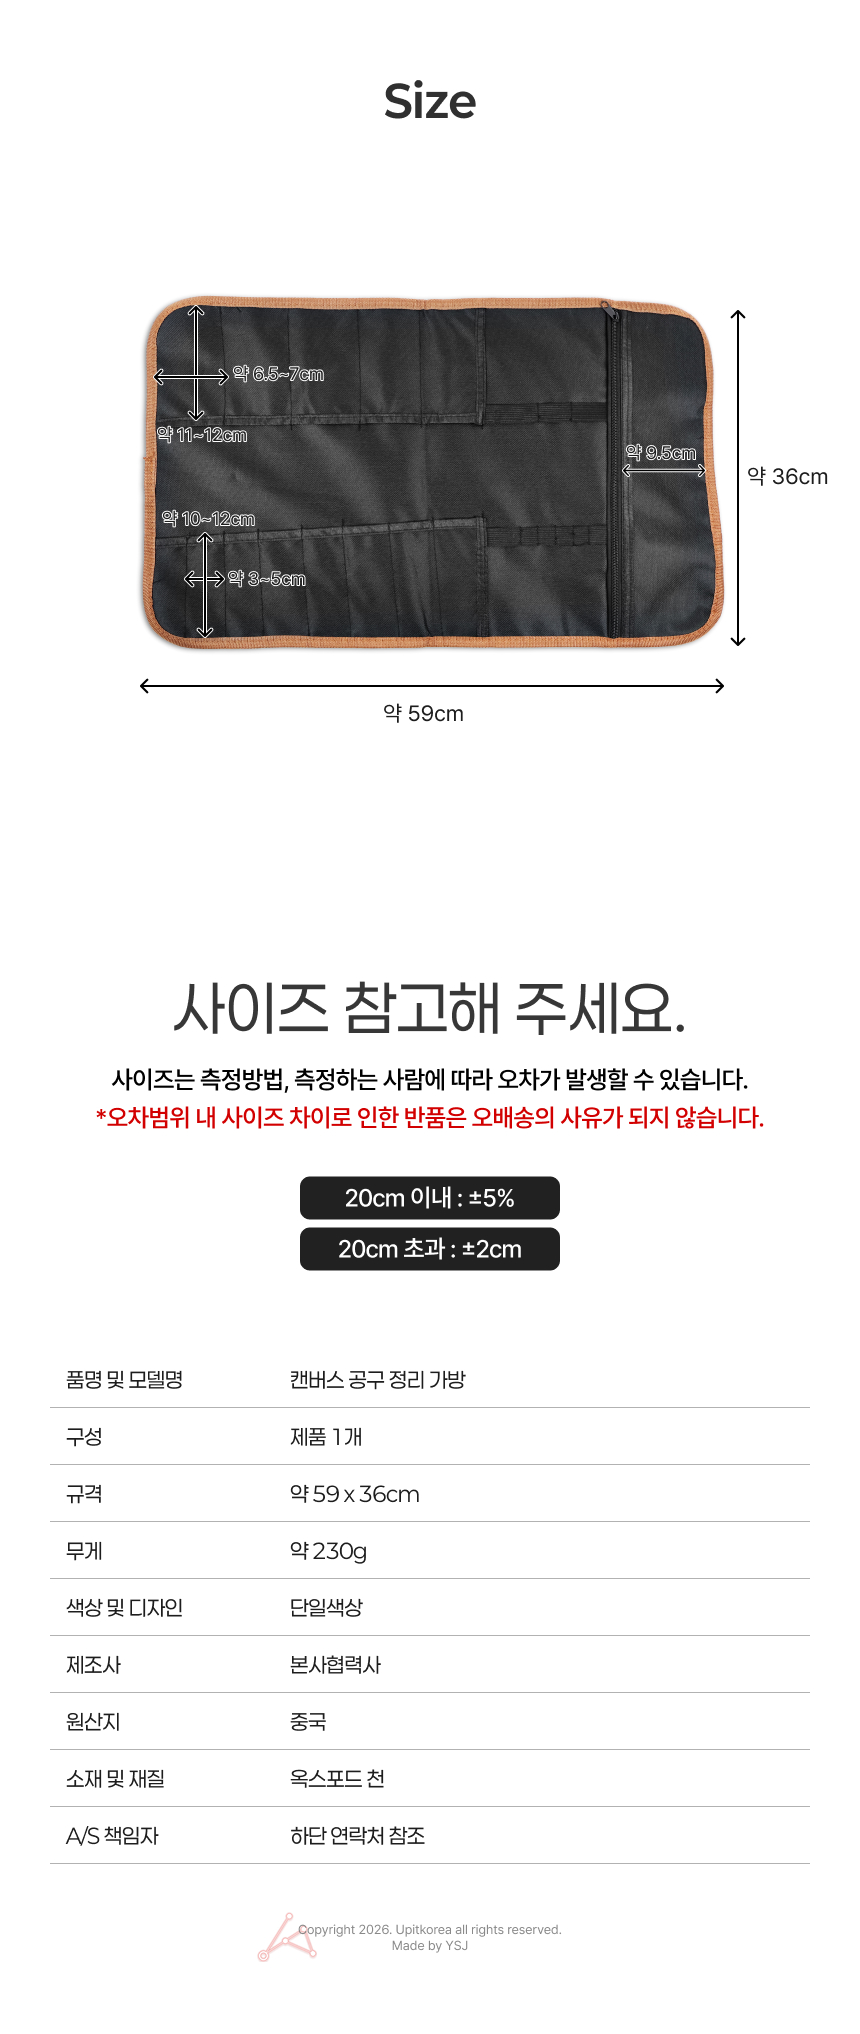 Size
약 6.5~7cm
약 11~12cm
약 9.5cm
약 36cm
약 10~12cm
약 3~5cm
약 59cm
사이즈 참고해 주세요.
사이즈는 측정방법, 측정하는 사람에 따라 오차가 발생할 수 있습니다.
*오차범위 내 사이즈 차이로 인한 반품은 오배송의 사유가 되지 않습니다.
20cm 이내 : ±5%
20cm 초과 : ±2cm
품명 및 모델명 캔버스 공구 정리 가방
구성 제품 1개
규격 약 59 x 36cm
무게 약 230g
색상 및 디자인 단일색상
제조사 본사협력사
원산지 중국
소재 및 재질 옥스포드 천
A/S 책임자 하단 연락처 참조
Copyright 2026. Upitkorea all rights reserved.
Made by YSJ